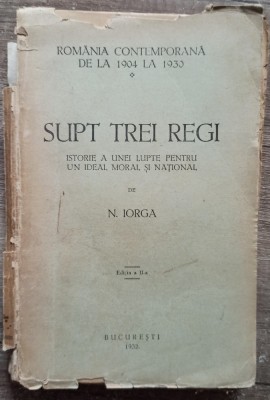 ROMÂNIA CONTEMPORANĂ
DE LA 1904 LA 1930
SUPT TREI REGI
ISTORIE A UNEI LUPTE PENTRU
UN IDEAL MORAL ȘI NAȚIONAL
DE
N. IORGA
Ediția a II-a
BUCUREȘTI